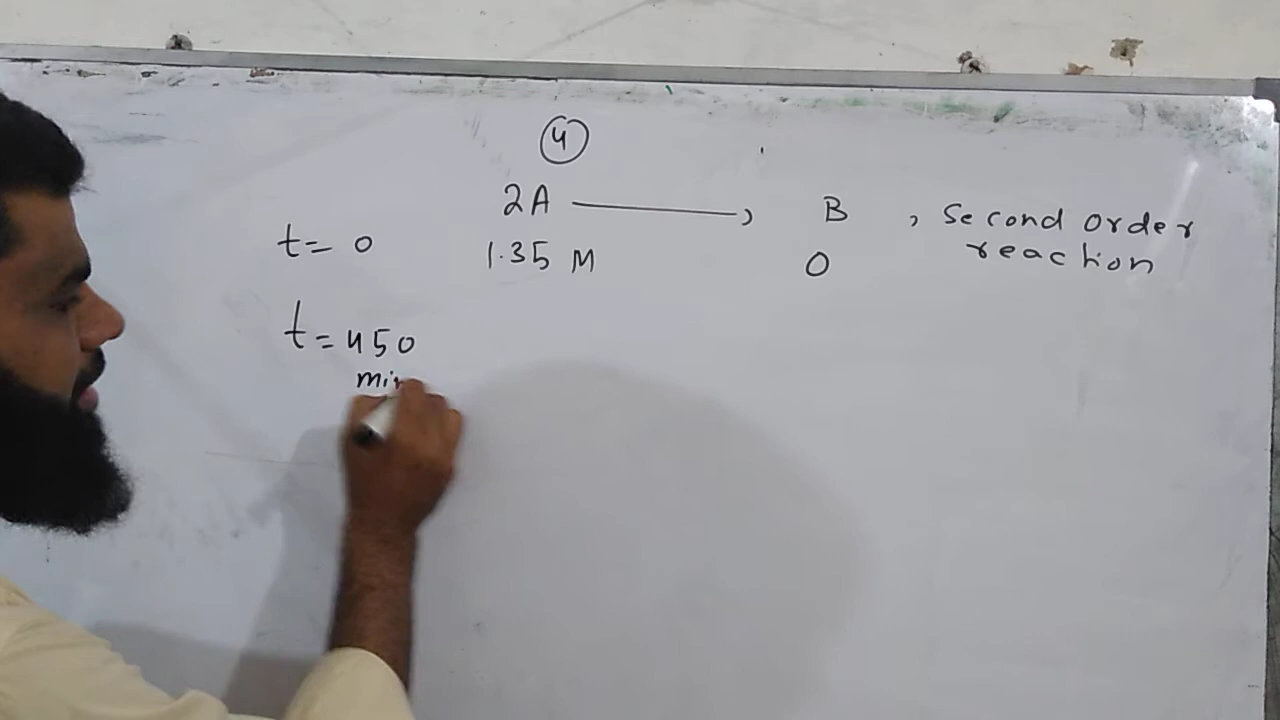 4
2A → B , Second order
t = 0 1.35 M 0 reaction
t = 450
min